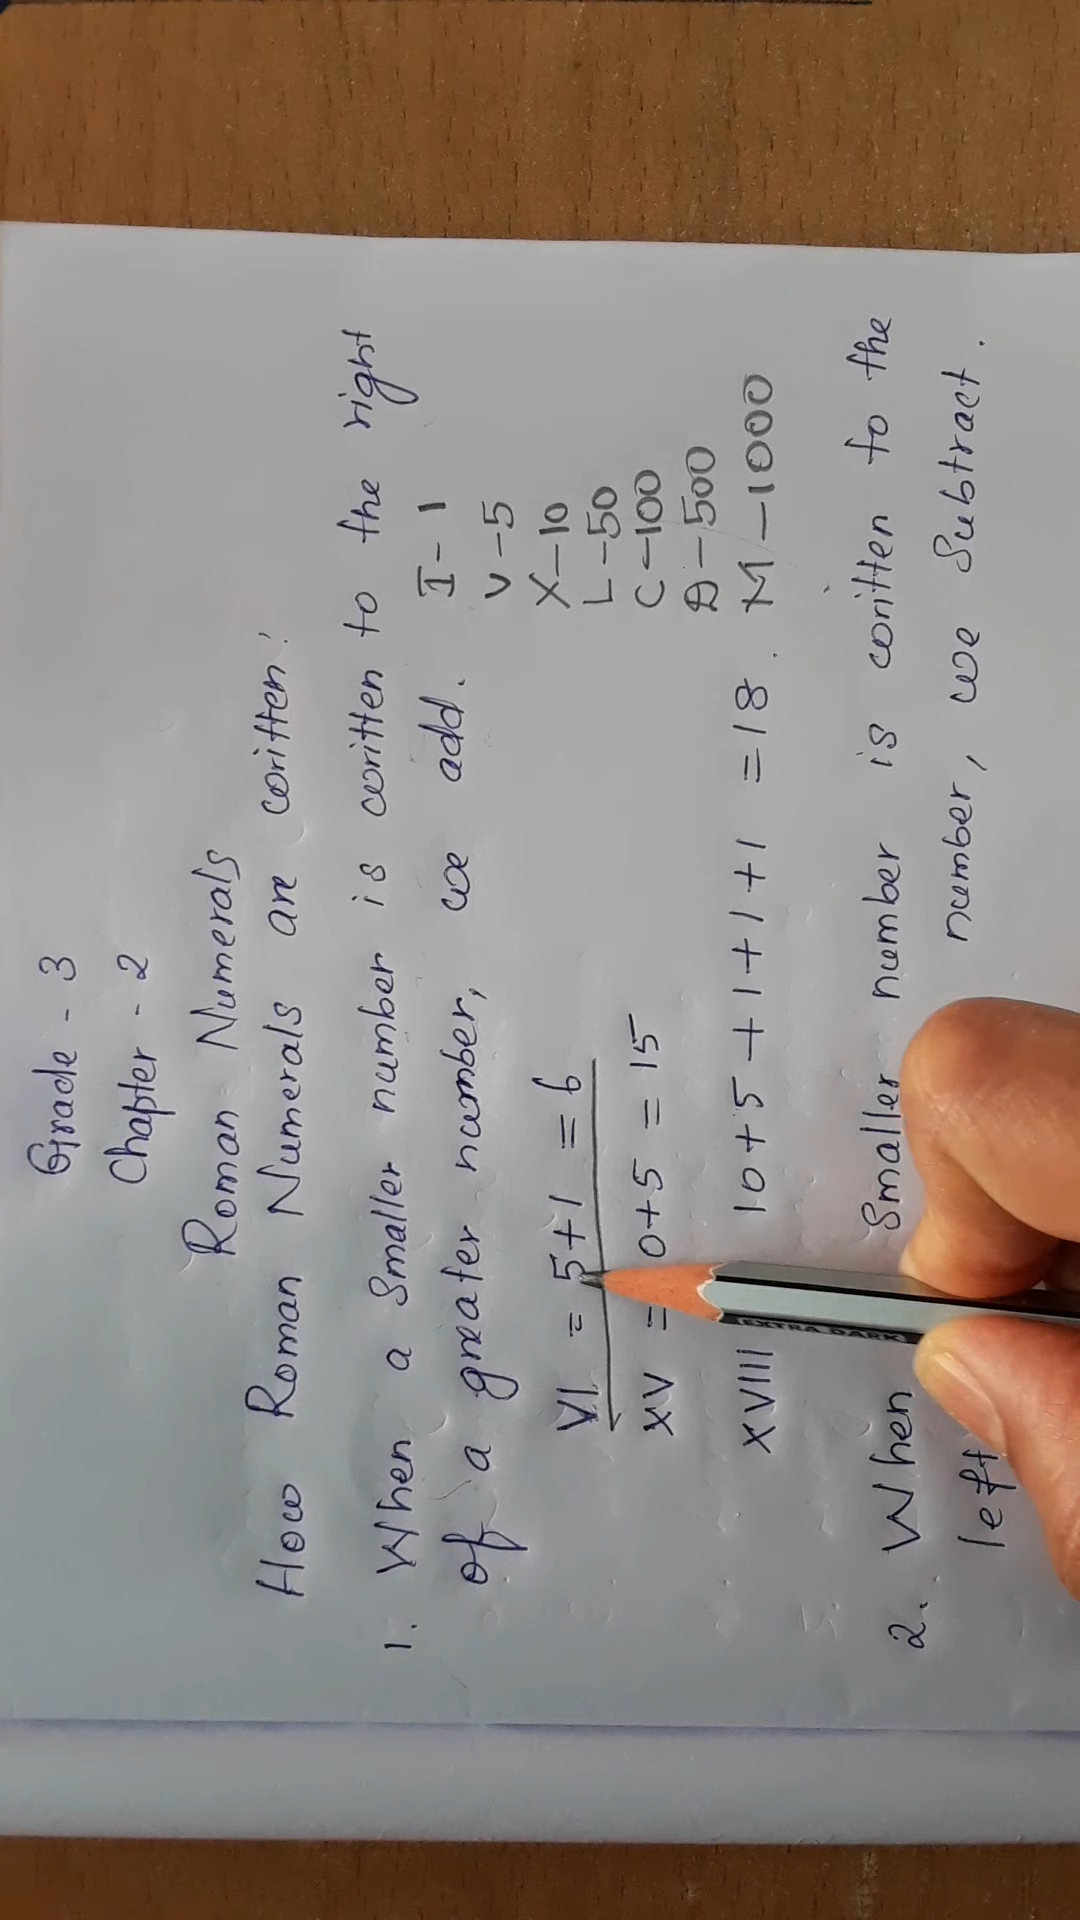 Grade - 3
Chapter - 2
Roman Numerals
How Roman Numerals are written:
1. When a Smaller number is written to the right
of a greater number, we add.
I - 1
V - 5
X - 10
L - 50
C - 100
D - 500
M - 1000
VI = 5+1 = 6
XV = 0+5 = 15
XVIII 10+5+1+1+1 = 18.
2. When Smaller number is written to the
left number, we Subtract.
EXTRA DARK